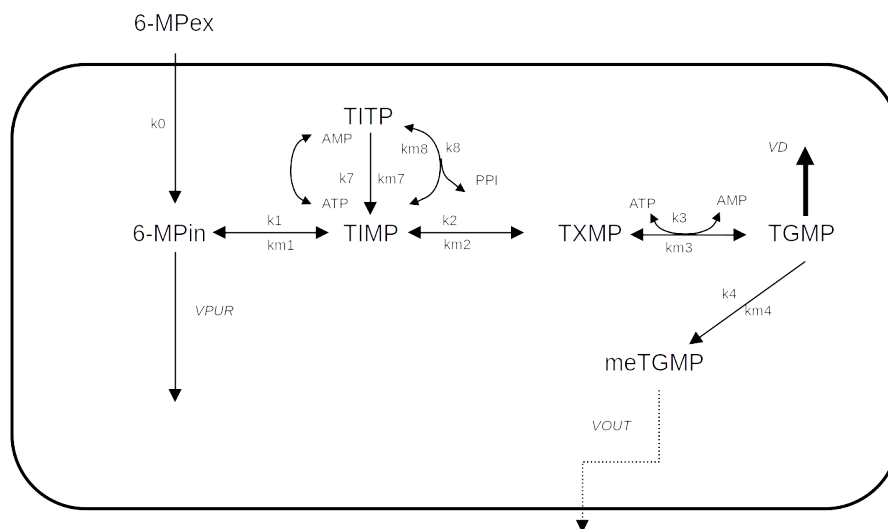 6-MPex
k0
TITP
AMP
km8
k8
k7
km7
PPI
ATP
6-MPin
k1
km1
TIMP
k2
km2
TXMP
ATP
k3
AMP
km3
TGMP
VD
VPUR
k4
km4
meTGMP
VOUT